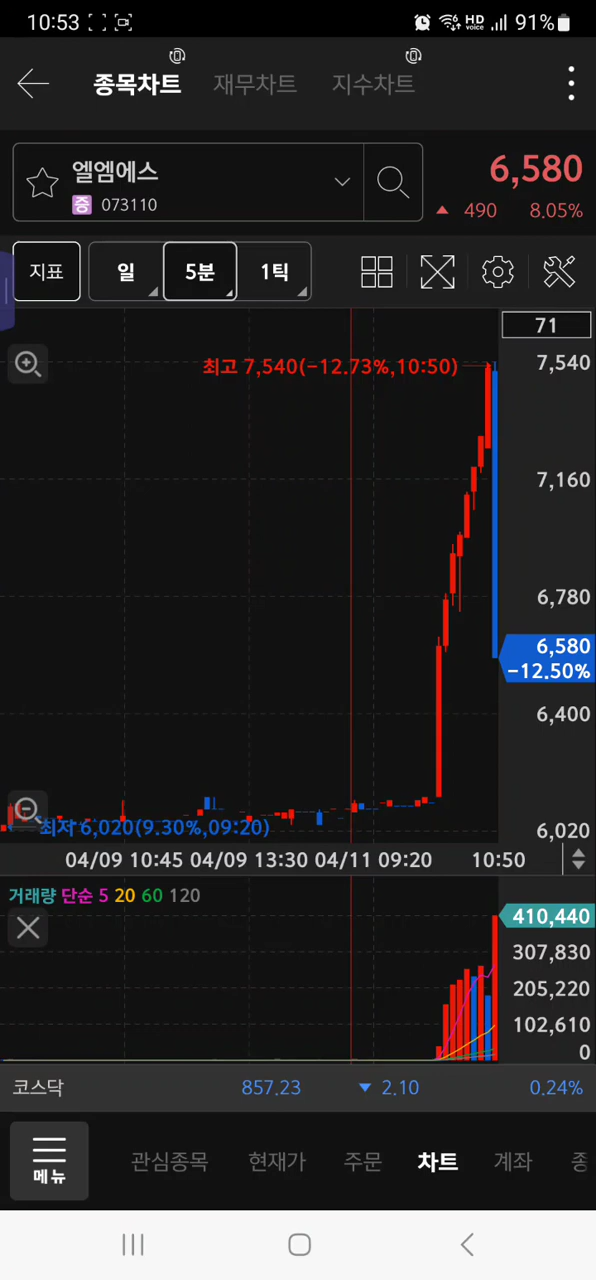 10:53 HD voice 91%
종목차트 재무차트 지수차트
엘엠에스
증 073110
6,580
490 8.05%
지표 일 5분 1틱
71
최고 7,540(-12.73%,10:50)
7,540
7,160
6,780
6,580
-12.50%
6,400
최저 6,020(9.30%,09:20)
6,020
04/09 10:45 04/09 13:30 04/11 09:20 10:50
거래량 단순 5 20 60 120
410,440
307,830
205,220
102,610
0
코스닥 857.23 ▼ 2.10 0.24%
메뉴 관심종목 현재가 주문 차트 계좌 종